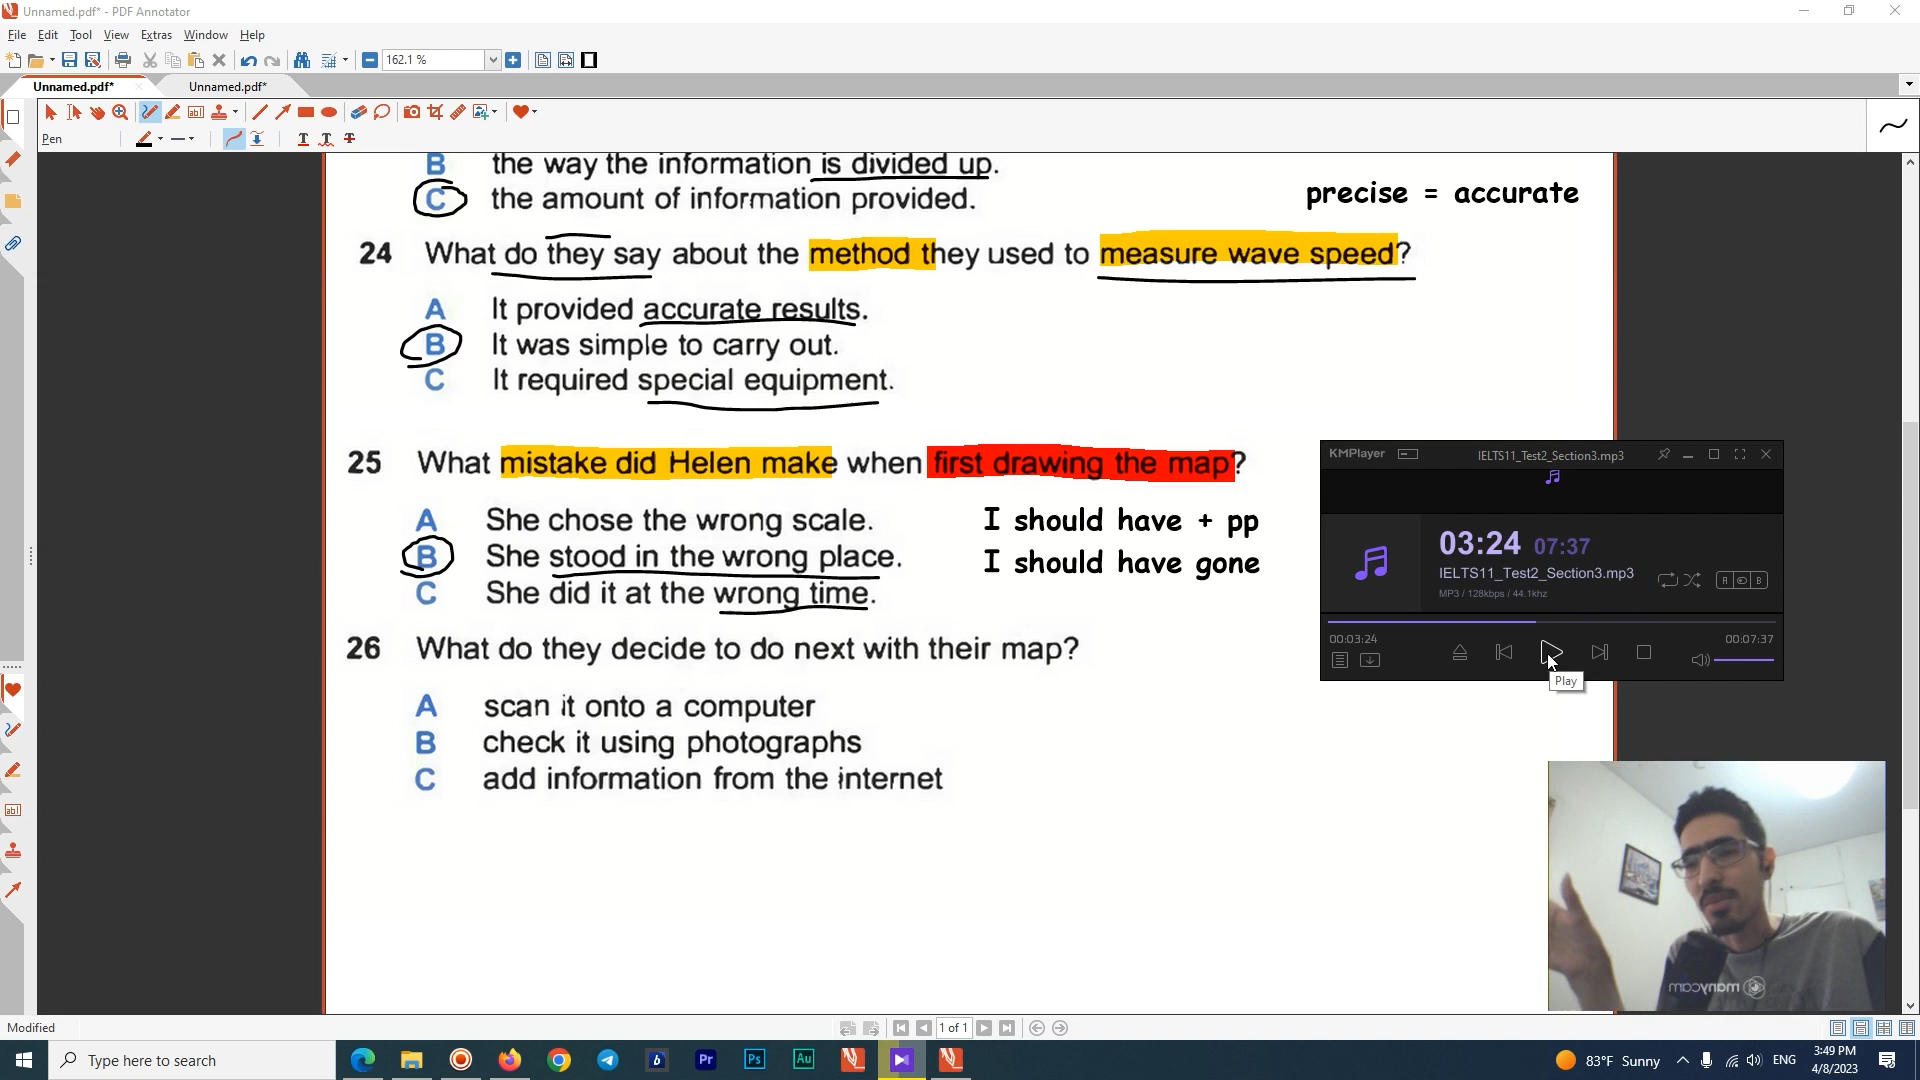 Unnamed.pdf* - PDF Annotator
File Edit Tool View Extras Window Help
162.1 %
Unnamed.pdf* Unnamed.pdf*
Pen
B the way the information is divided up.
C the amount of information provided.
precise = accurate
24 What do they say about the method they used to measure wave speed?
A It provided accurate results.
B It was simple to carry out.
C It required special equipment.
25 What mistake did Helen make when first drawing the map?
A She chose the wrong scale.
B She stood in the wrong place.
C She did it at the wrong time.
I should have + pp
I should have gone
26 What do they decide to do next with their map?
A scan it onto a computer
B check it using photographs
C add information from the internet
KMPlayer IELTS11_Test2_Section3.mp3
03:24 07:37
IELTS11_Test2_Section3.mp3
MP3 / 128kbps / 44.1khz
00:03:24 00:07:37
Play
manycam
Modified
1 of 1
Type here to search
83°F Sunny
ENG
3:49 PM
4/8/2023